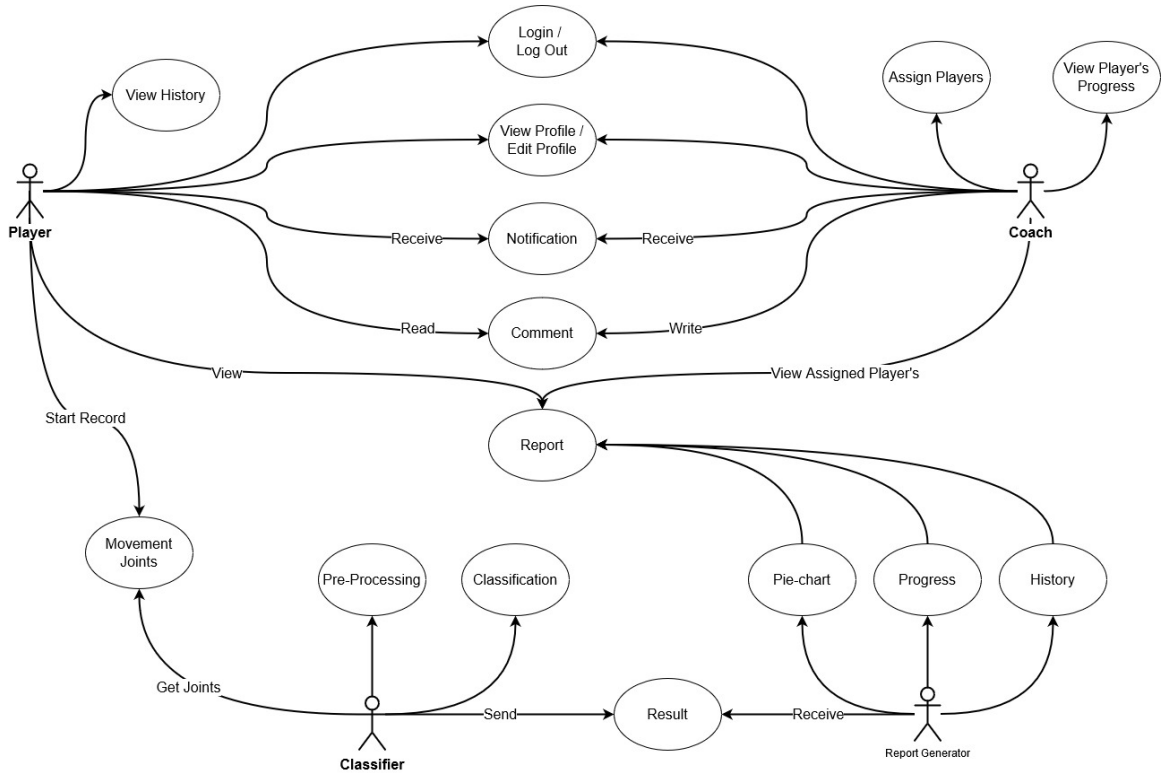 Login /
Log Out
View History
Assign Players
View Player's
Progress
View Profile /
Edit Profile
Player
Coach
Receive
Notification
Receive
Read
Comment
Write
View
View Assigned Player's
Start Record
Report
Movement
Joints
Pre-Processing
Classification
Pie-chart
Progress
History
Get Joints
Send
Result
Receive
Classifier
Report Generator